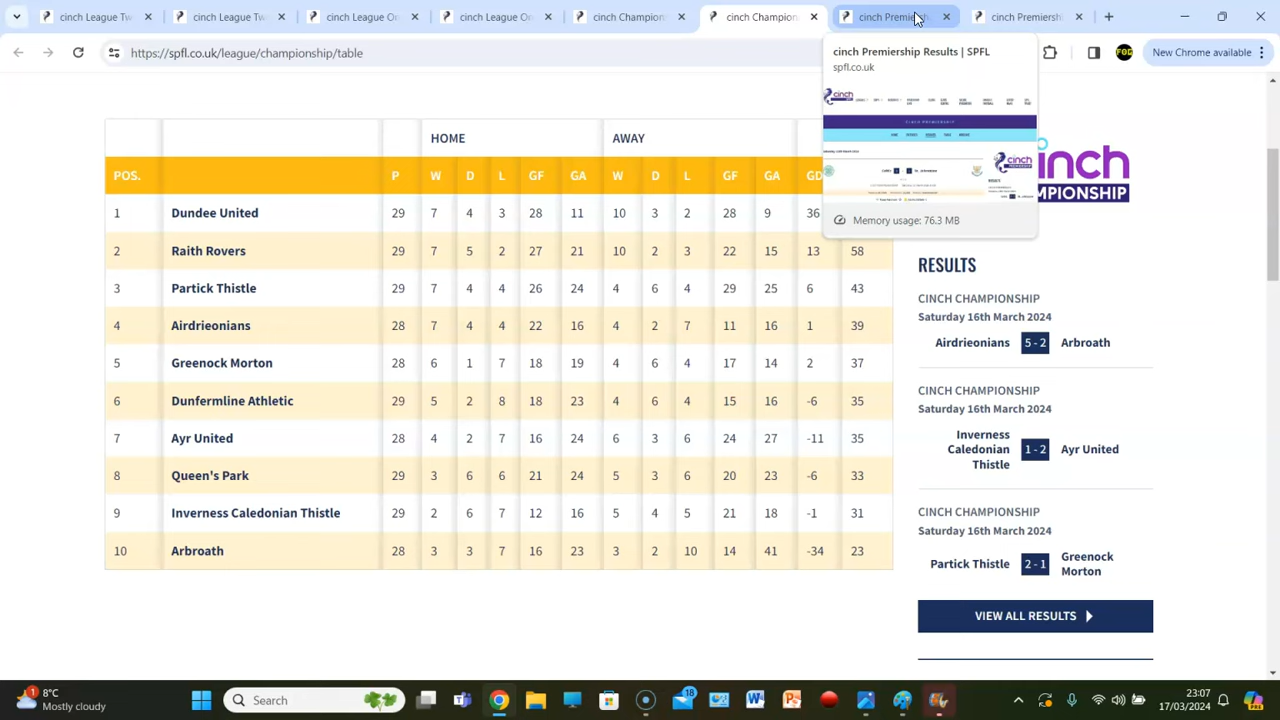 cinch League On
cinch League O
cinch League On
cinch League On
cinch Champion
cinch Champion
cinch Premiersh
cinch Premiersh
https://spfl.co.uk/league/championship/table
New Chrome available
cinch Premiership Results | SPFL
spfl.co.uk
Memory usage: 76.3 MB
HOME AWAY
P W D L GF W L GF GA GD
1 Dundee United 29 28 11 10 3 2 28 9 36
Raith Rovers 29 7 5 2 27 21 10 2 3 22 15 13 58
3 Partick Thistle 29 7 4 4 26 24 4 6 4 29 25 6 43
4 Airdrieonians 28 7 4 4 22 16 4 2 7 11 16 1 39
5 Greenock Morton 28 6 1 7 18 19 4 6 4 17 14 2 37
6 Dunfermline Athletic 29 5 2 8 18 23 4 6 4 15 16 -6 35
7 Ayr United 28 4 2 7 16 24 6 3 6 24 27 -11 35
8 Queen's Park 29 3 6 6 21 24 5 3 6 20 23 -6 33
9 Inverness Caledonian Thistle 29 2 6 7 12 16 5 4 5 21 18 -1 31
10 Arbroath 28 3 3 7 16 23 3 2 10 14 41 -34 23
inch
MPIONSHIP
RESULTS
CINCH CHAMPIONSHIP
Saturday 16th March 2024
Airdrieonians 5 - 2 Arbroath
CINCH CHAMPIONSHIP
Saturday 16th March 2024
Inverness
Caledonian 1 - 2 Ayr United
Thistle
CINCH CHAMPIONSHIP
Saturday 16th March 2024
Partick Thistle 2 - 1 Greenock
Morton
VIEW ALL RESULTS
8°C
Mostly cloudy
Search
18
23:07
17/03/2024